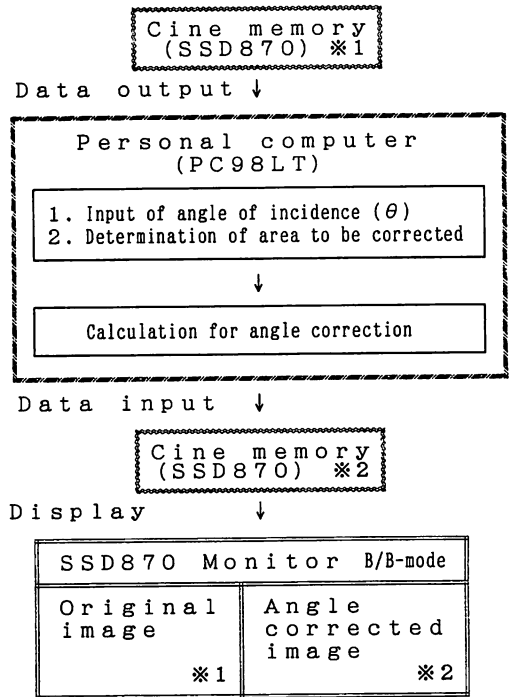 Cine memory
(SSD870) ※1
Data output ↓
Personal computer
(PC98LT)
1. Input of angle of incidence (θ)
2. Determination of area to be corrected
↓
Calculation for angle correction
Data input ↓
Cine memory
(SSD870) ※2
Display ↓
SSD870 Monitor B/B-mode
Original
image
※1
Angle
corrected
image
※2